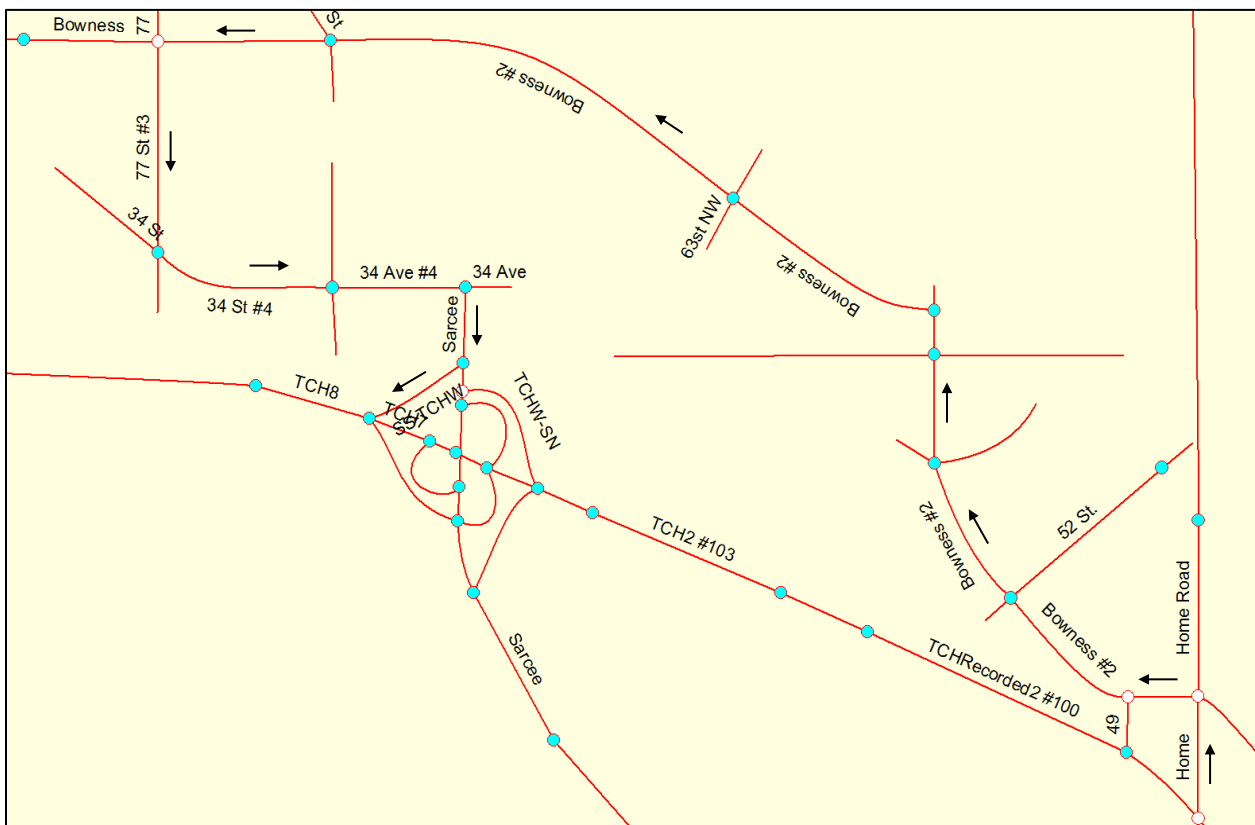 Bowness
77
St
Bowness #2
77 St #3
63st NW
34 St
34 Ave #4
34 Ave
34 St #4
Bowness #2
Sarcee
TCH8
TCHW-SN
52 St.
TCH2 #103
Bowness #2
Sarcee
Bowness #2
Home Road
TCHRecorded2 #100
49
Home